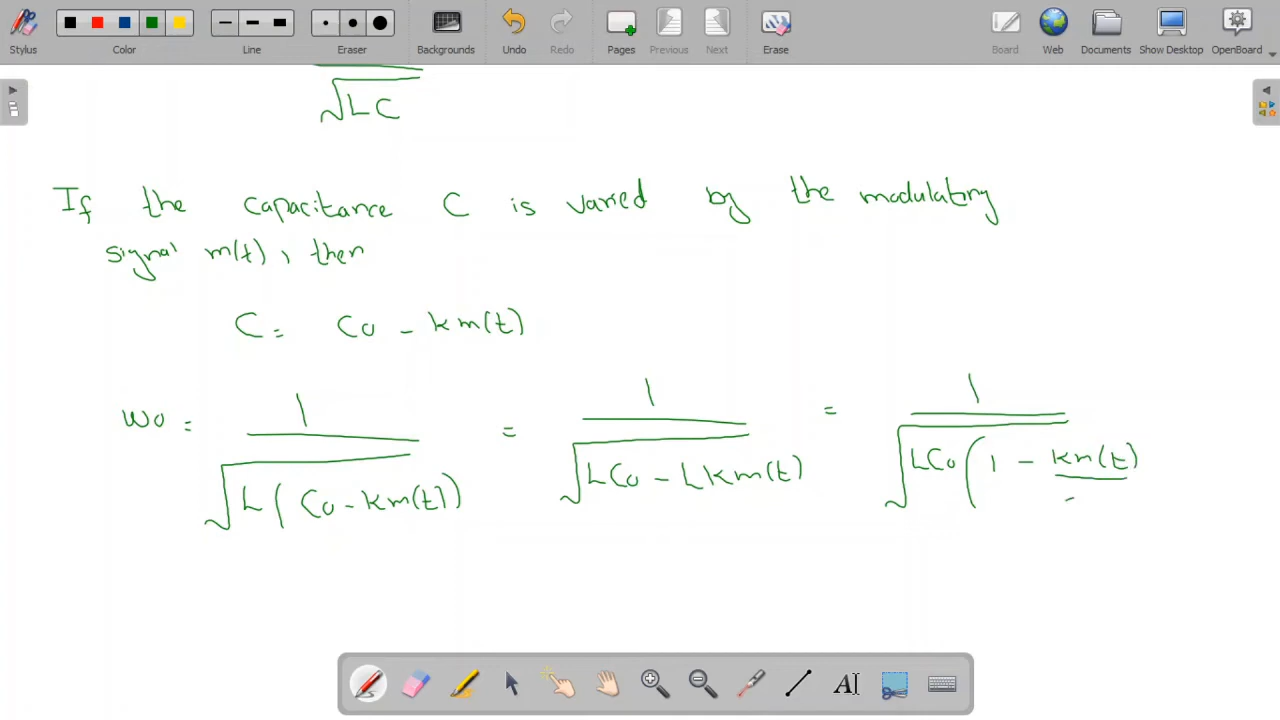 Stylus Color Line Eraser Backgrounds Undo Redo Pages Previous Next Erase Board Web Documents Show Desktop OpenBoard
√LC
If the capacitance C is varied by the modulating
signal m(t), then
C = C0 - km(t)
W0 = 1/√L(C0 - km(t)) = 1/√LC0 - Lkm(t) = 1/√LC0(1 - km(t)/